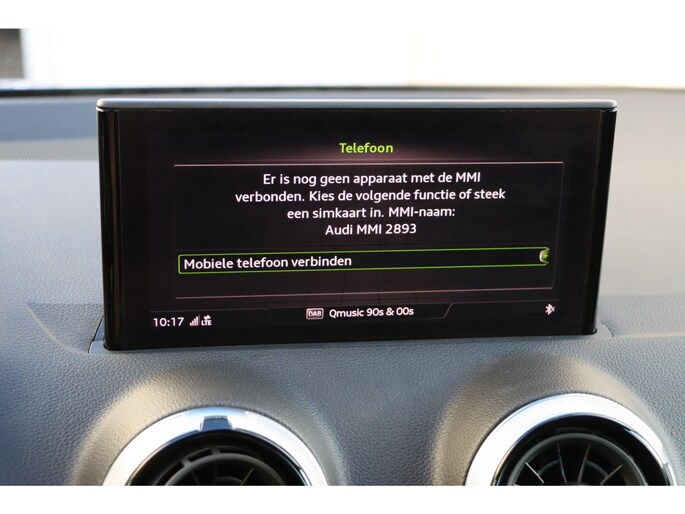 Telefoon
Er is nog geen apparaat met de MMI
verbonden. Kies de volgende functie of steek
een simkaart in. MMI-naam:
Audi MMI 2893
Mobiele telefoon verbinden
10:17 LTE
DAB Qmusic 90s & 00s